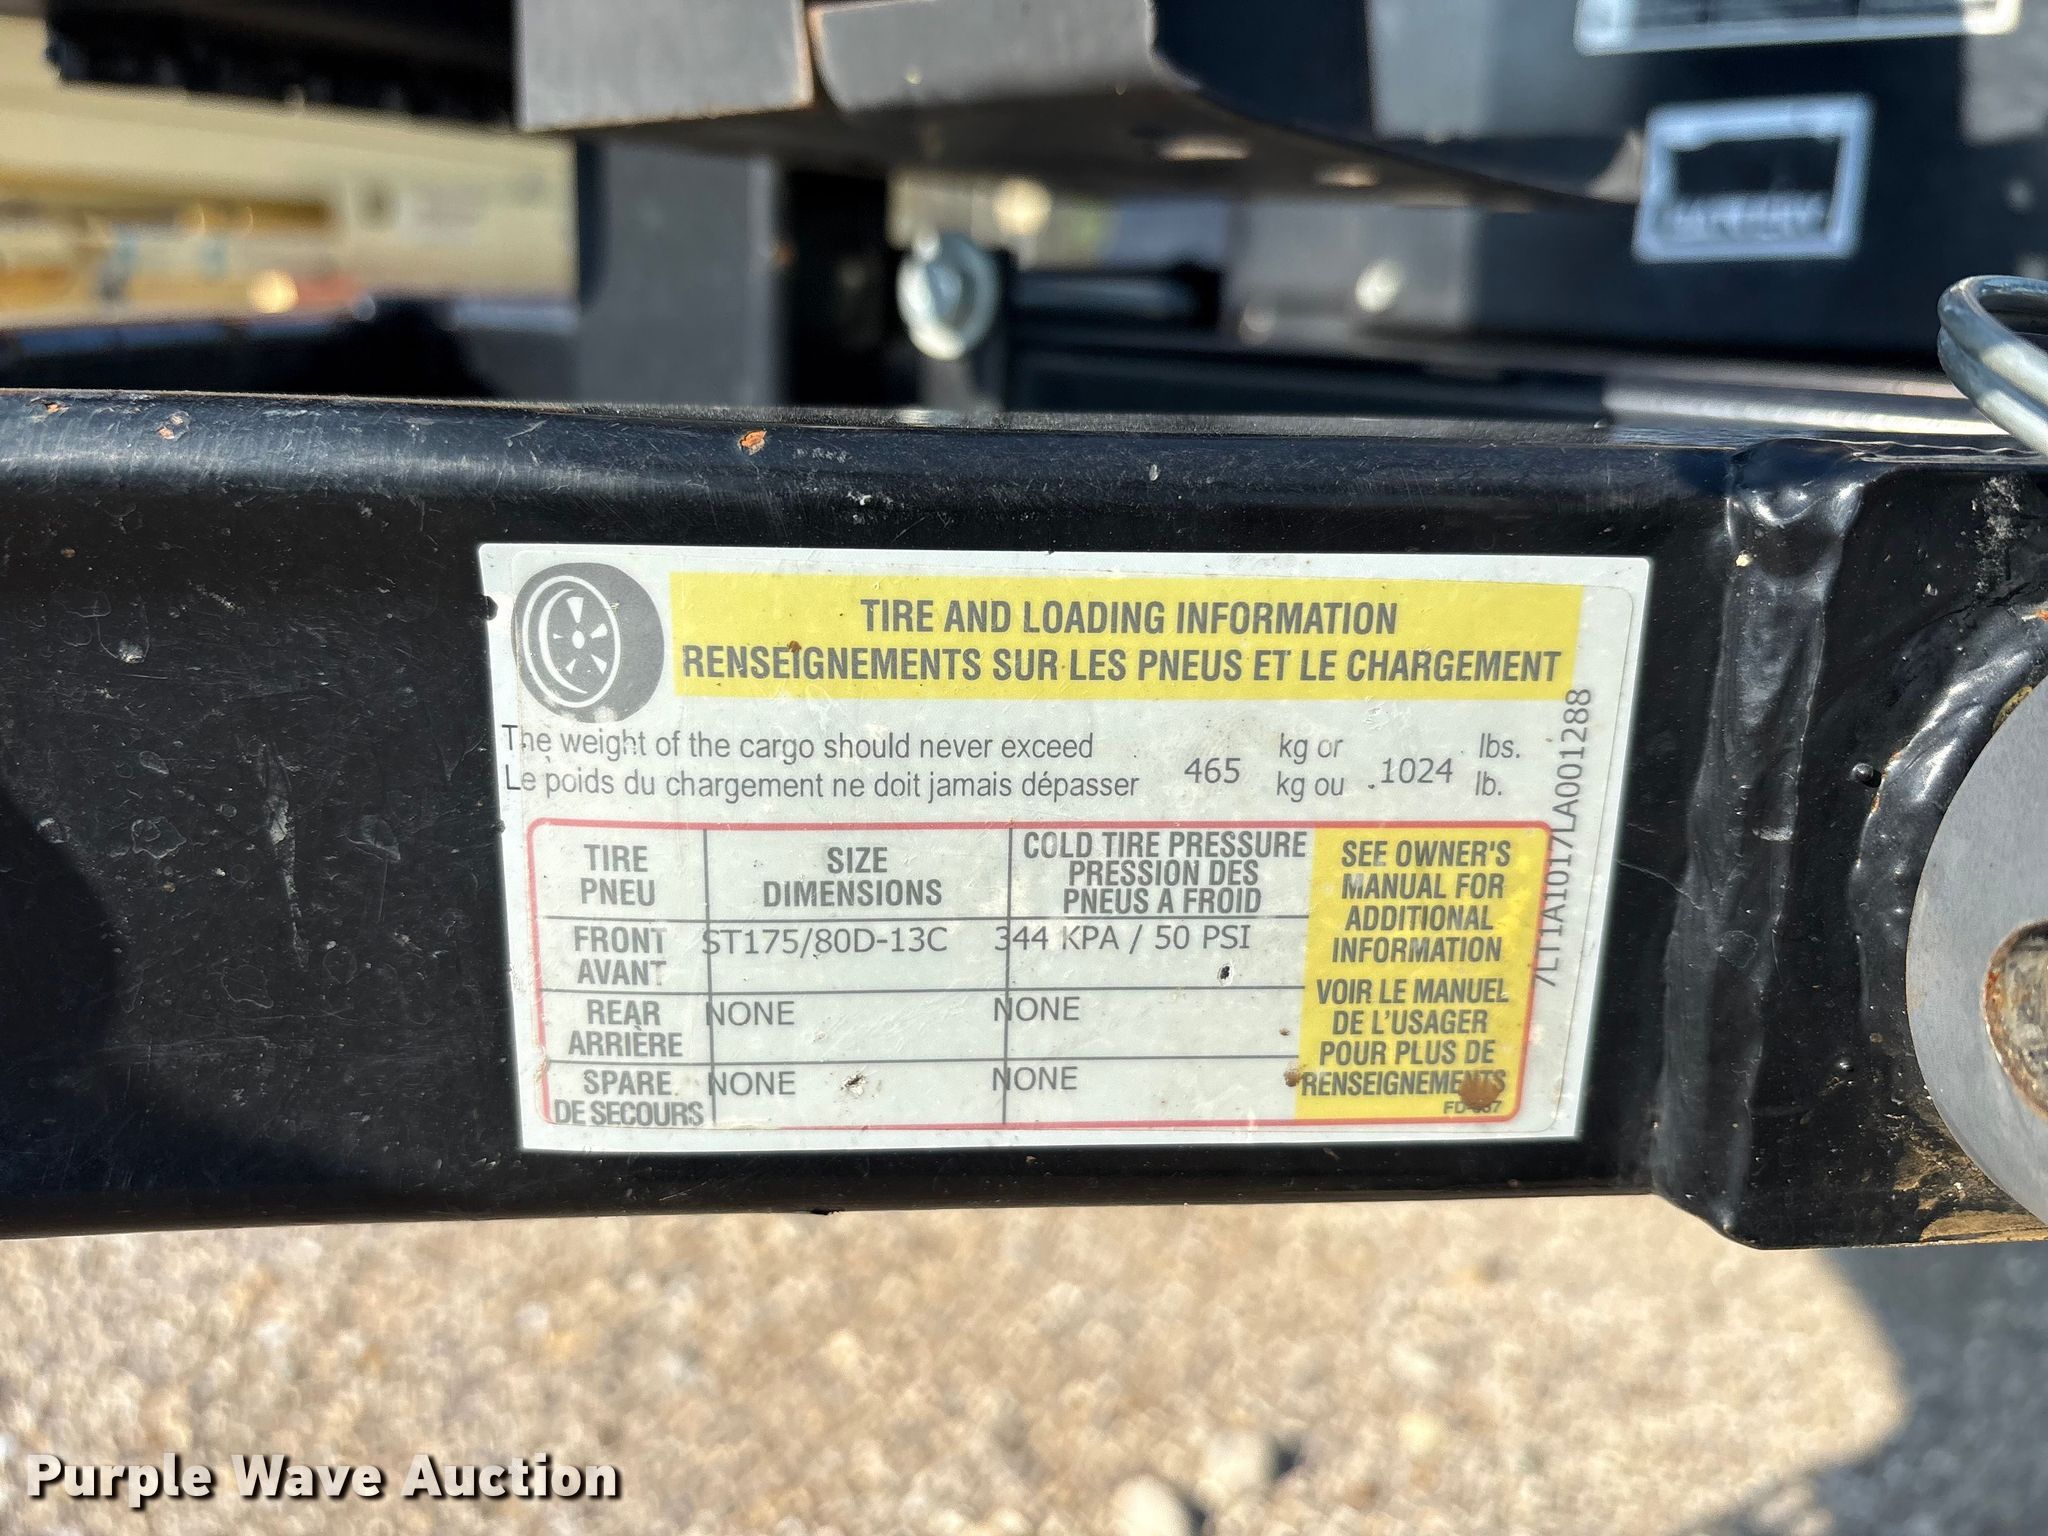 TIRE AND LOADING INFORMATION
RENSEIGNEMENTS SUR LES PNEUS ET LE CHARGEMENT
The weight of the cargo should never exceed 465 kg or 1024 lbs.
Le poids du chargement ne doit jamais dépasser kg ou lb.
TIRE
PNEU
SIZE
DIMENSIONS
COLD TIRE PRESSURE
PRESSION DES
PNEUS A FROID
FRONT
AVANT
ST175/80D-13C
344 KPA / 50 PSI
REAR
ARRIÈRE
NONE
NONE
SPARE
DE SECOURS
NONE
NONE
SEE OWNER'S
MANUAL FOR
ADDITIONAL
INFORMATION
VOIR LE MANUEL
DE L'USAGER
POUR PLUS DE
RENSEIGNEMENTS
7LT1A1017LA001288
Purple Wave Auction